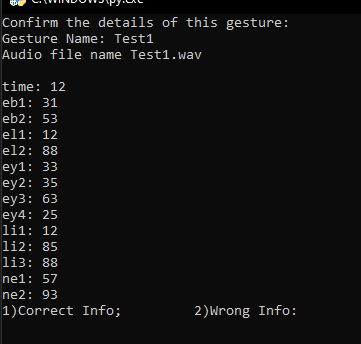 C:\WINDOWS\py.exe
Confirm the details of this gesture:
Gesture Name: Test1
Audio file name Test1.wav
time: 12
eb1: 31
eb2: 53
el1: 12
el2: 88
ey1: 33
ey2: 35
ey3: 63
ey4: 25
li1: 12
li2: 85
li3: 88
ne1: 57
ne2: 93
1)Correct Info; 2)Wrong Info: